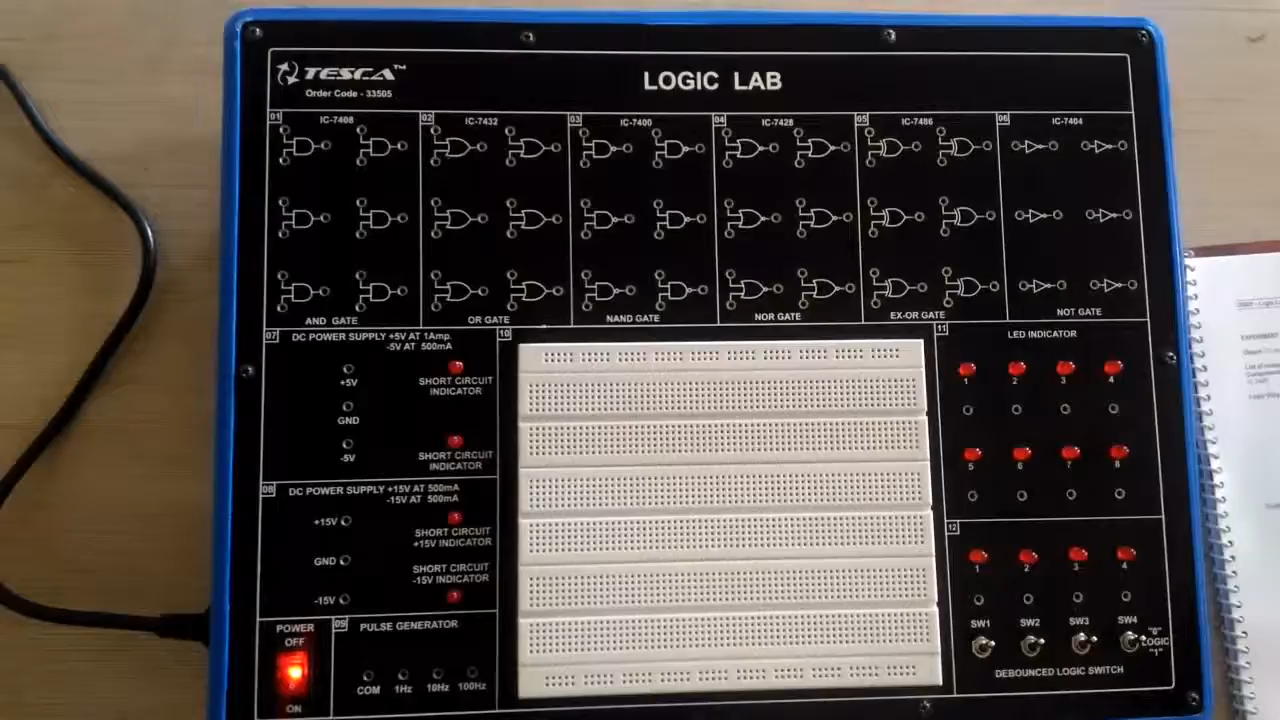 TESCA™
Order Code - 33505
LOGIC LAB
01 IC-7408
02 IC-7432
03 IC-7400
04 IC-7428
05 IC-7486
06 IC-7404
AND GATE
OR GATE
NAND GATE
NOR GATE
EX-OR GATE
NOT GATE
07 DC POWER SUPPLY +5V AT 1Amp.
-5V AT 500mA
+5V
SHORT CIRCUIT
INDICATOR
GND
-5V
SHORT CIRCUIT
INDICATOR
08 DC POWER SUPPLY +15V AT 500mA
-15V AT 500mA
+15V
SHORT CIRCUIT
+15V INDICATOR
GND
SHORT CIRCUIT
-15V INDICATOR
-15V
POWER
OFF
ON
09 PULSE GENERATOR
COM 1Hz 10Hz 100Hz
10
11 LED INDICATOR
1 2 3 4
5 6 7 8
12
1 2 3 4
SW1 SW2 SW3 SW4
"0"
LOGIC
"1"
DEBOUNCED LOGIC SWITCH
EXPERIMENT